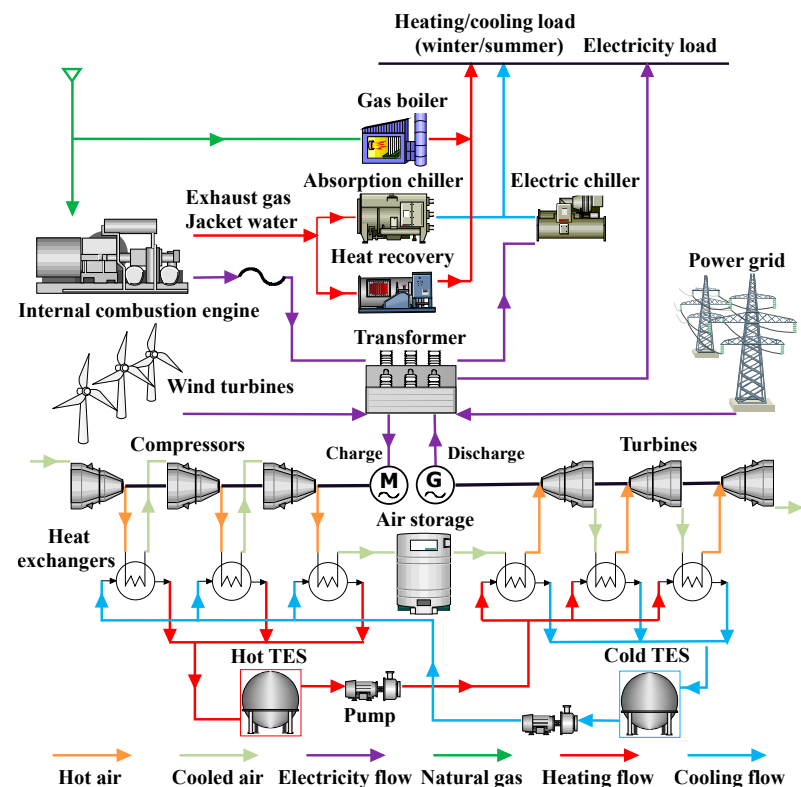 Heating/cooling load
(winter/summer)
Electricity load
Gas boiler
Absorption chiller
Electric chiller
Exhaust gas
Jacket water
Heat recovery
Power grid
Internal combustion engine
Transformer
Wind turbines
Compressors
Charge
Discharge
Turbines
M
G
Heat
exchangers
Air storage
Hot TES
Cold TES
Pump
Hot air
Cooled air
Electricity flow
Natural gas
Heating flow
Cooling flow